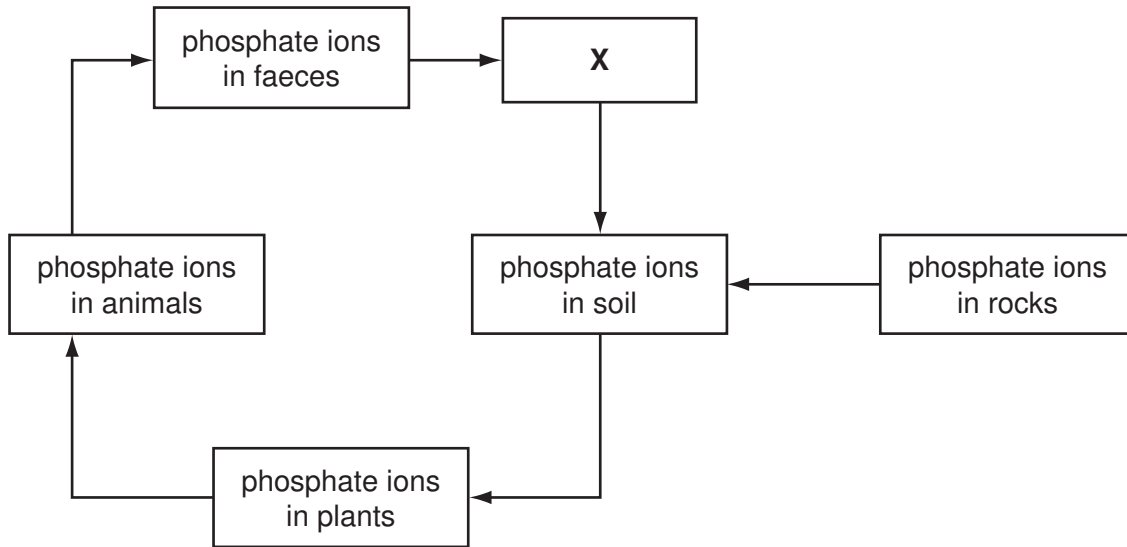 phosphate ions
in faeces
X
phosphate ions
in animals
phosphate ions
in soil
phosphate ions
in rocks
phosphate ions
in plants